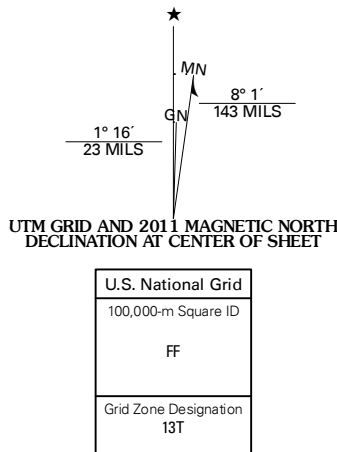 MN
GN
8° 1´
143 MILS
1° 16´
23 MILS
UTM GRID AND 2011 MAGNETIC NORTH
DECLINATION AT CENTER OF SHEET
U.S. National Grid
100,000-m Square ID
FF
Grid Zone Designation
13T